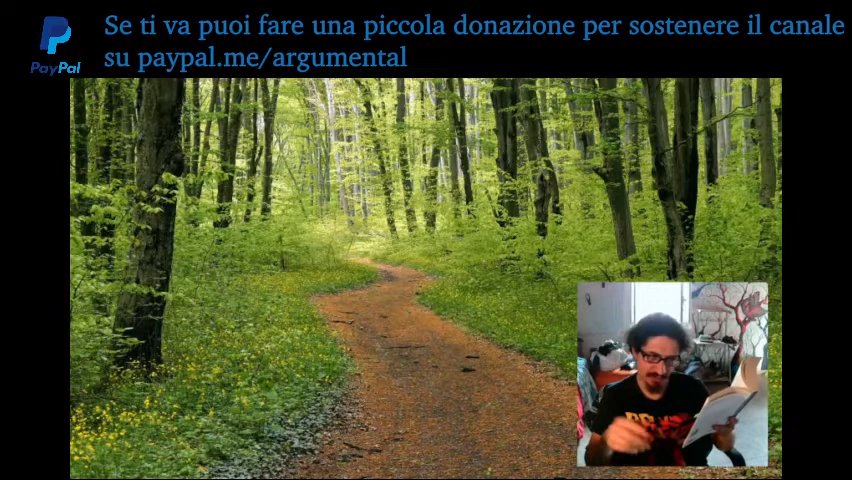 Se ti va puoi fare una piccola donazione per sostenere il canale
su paypal.me/argumental
PayPal